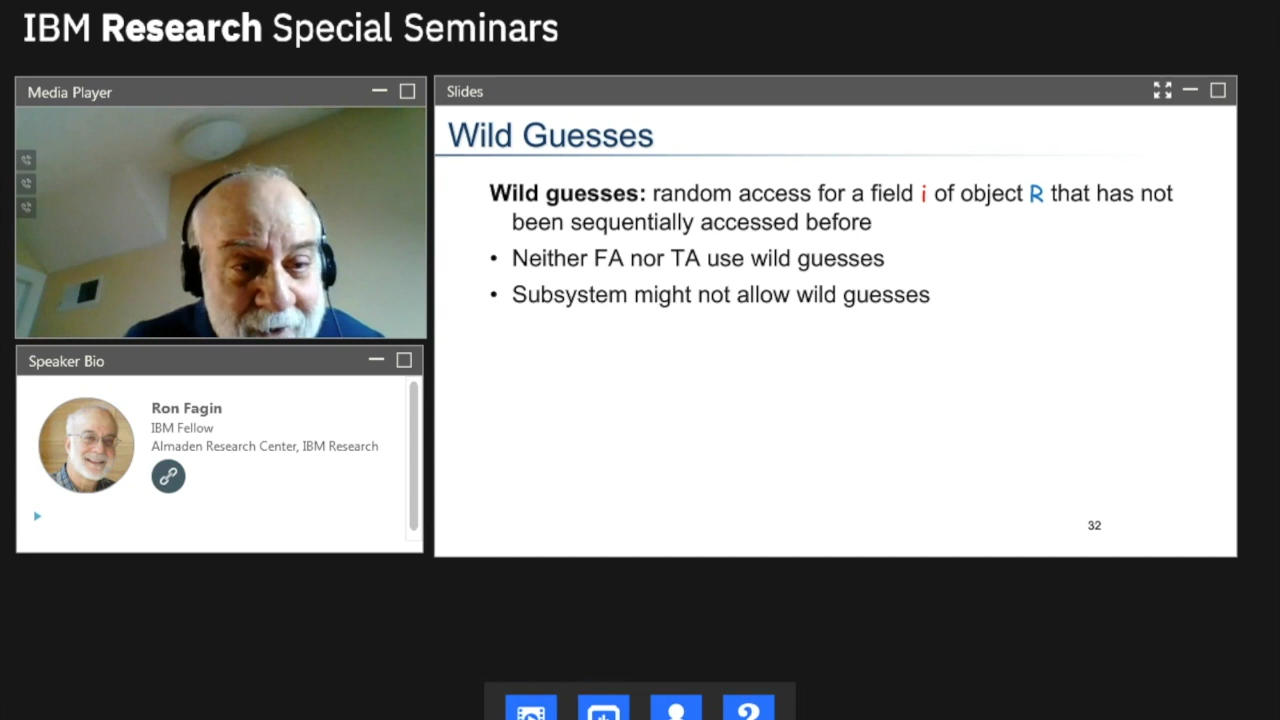 IBM Research Special Seminars
Media Player
Slides
Wild Guesses
Wild guesses: random access for a field i of object R that has not
been sequentially accessed before
• Neither FA nor TA use wild guesses
• Subsystem might not allow wild guesses
32
Speaker Bio
Ron Fagin
IBM Fellow
Almaden Research Center, IBM Research
?